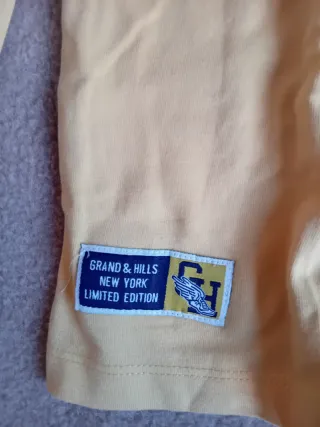 GRAND & HILLS
NEW YORK
LIMITED EDITION
GH